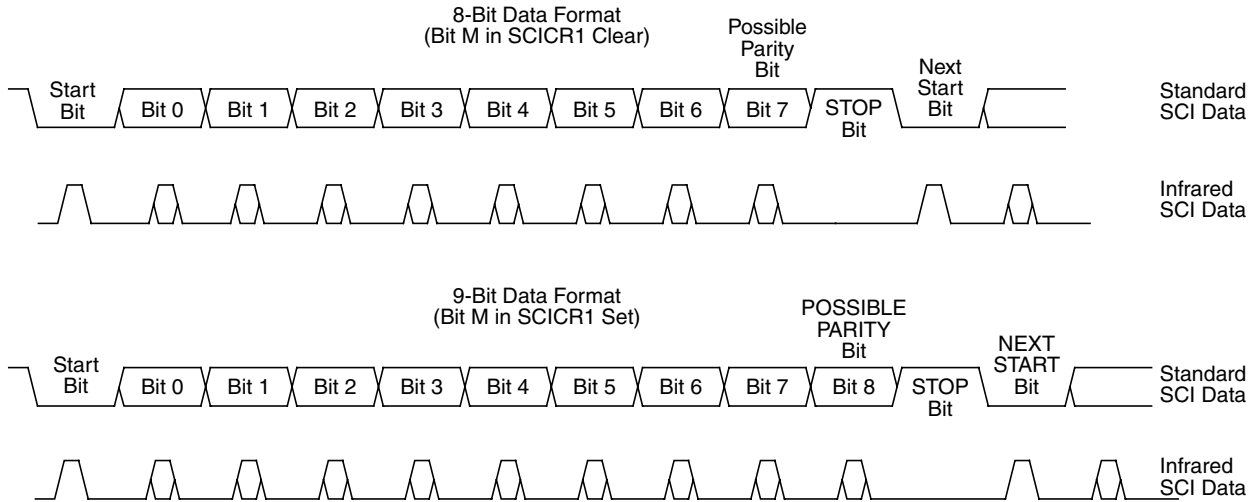 8-Bit Data Format
(Bit M in SCICR1 Clear)
Possible
Parity
Bit
Start
Bit
Bit 0
Bit 1
Bit 2
Bit 3
Bit 4
Bit 5
Bit 6
Bit 7
STOP
Bit
Next
Start
Bit
Standard
SCI Data
Infrared
SCI Data
9-Bit Data Format
(Bit M in SCICR1 Set)
POSSIBLE
PARITY
Bit
Start
Bit
Bit 0
Bit 1
Bit 2
Bit 3
Bit 4
Bit 5
Bit 6
Bit 7
Bit 8
STOP
Bit
NEXT
START
Bit
Standard
SCI Data
Infrared
SCI Data